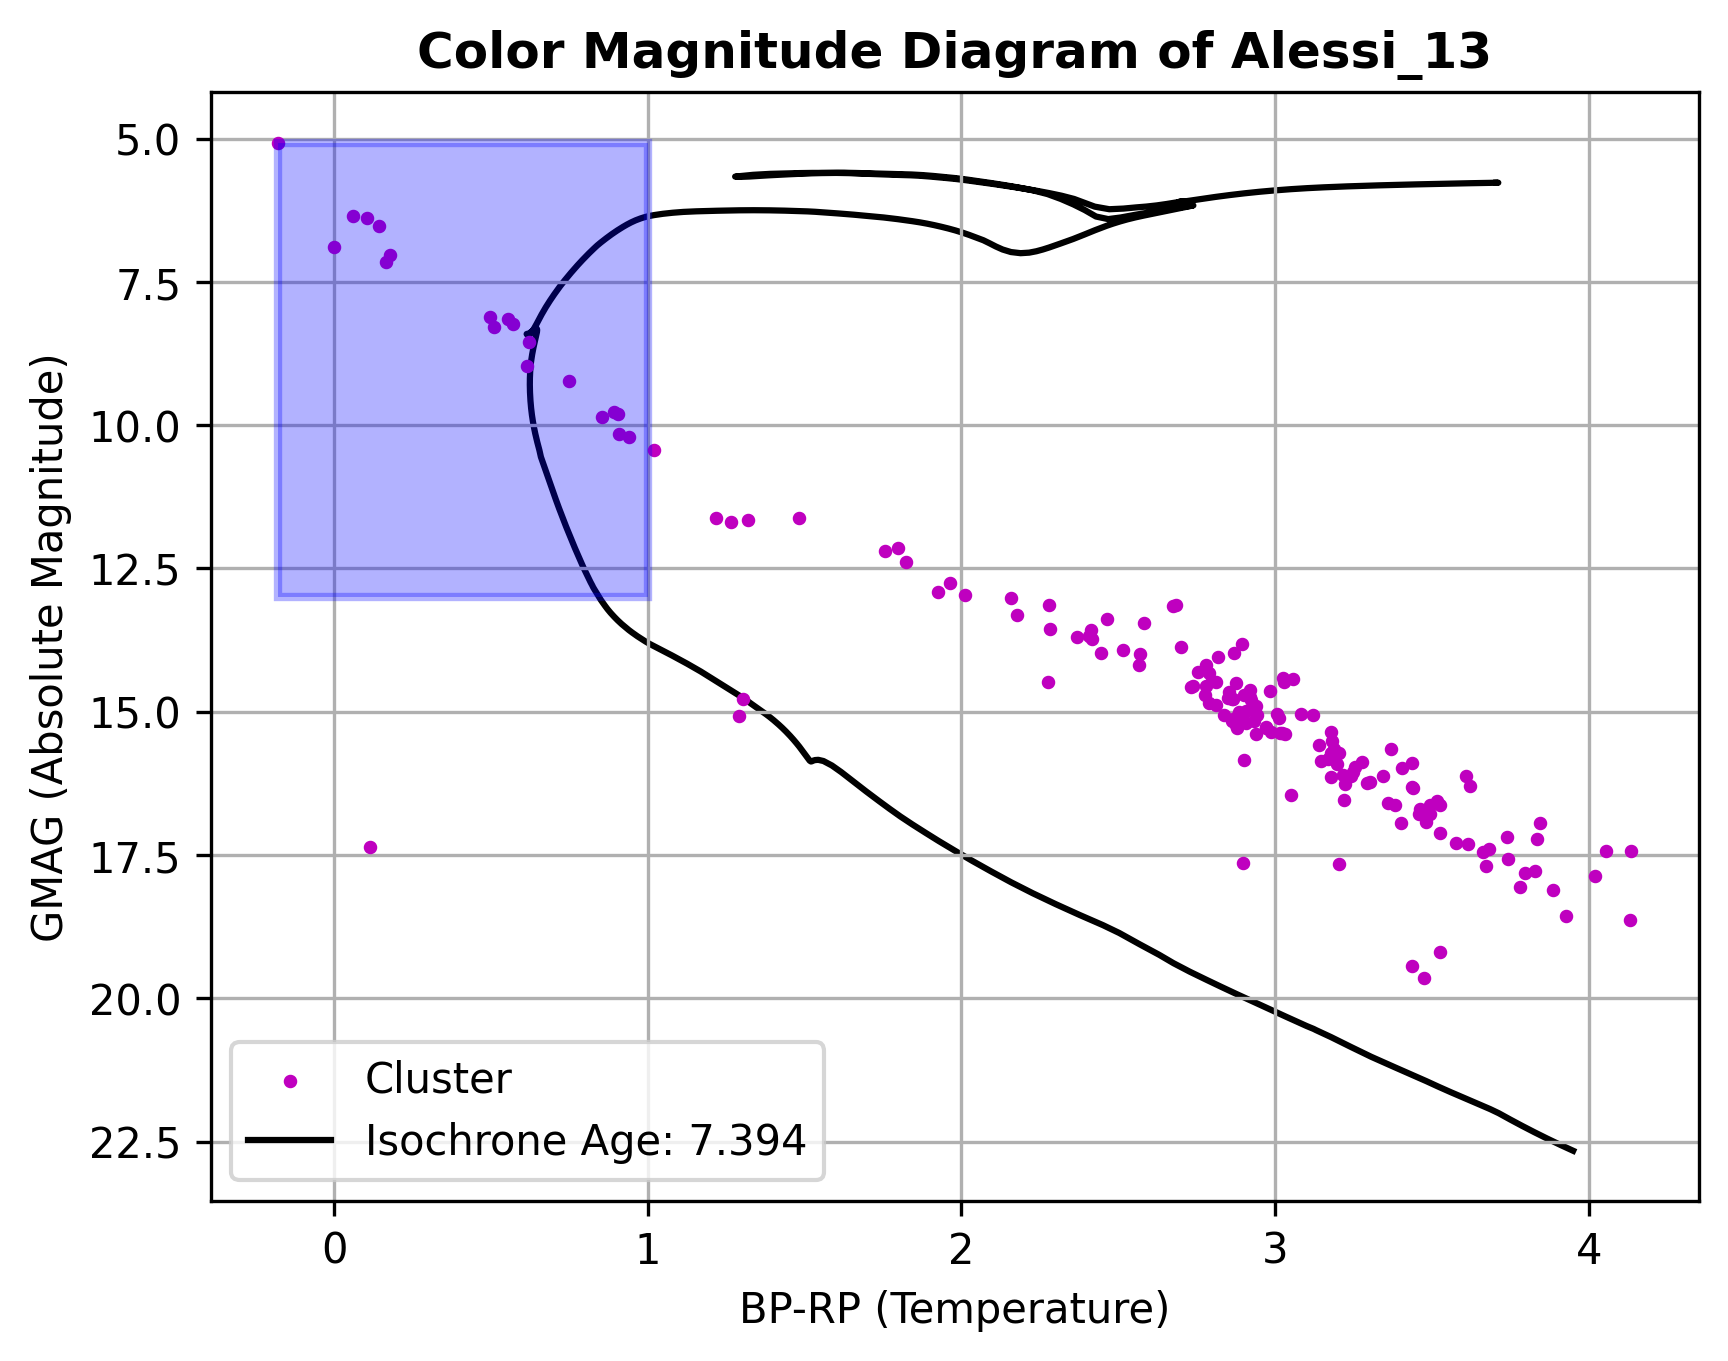 Color Magnitude Diagram of Alessi_13
GMAG (Absolute Magnitude)
5.0
7.5
10.0
12.5
15.0
17.5
20.0
22.5
Cluster
Isochrone Age: 7.394
0 1 2 3 4
BP-RP (Temperature)